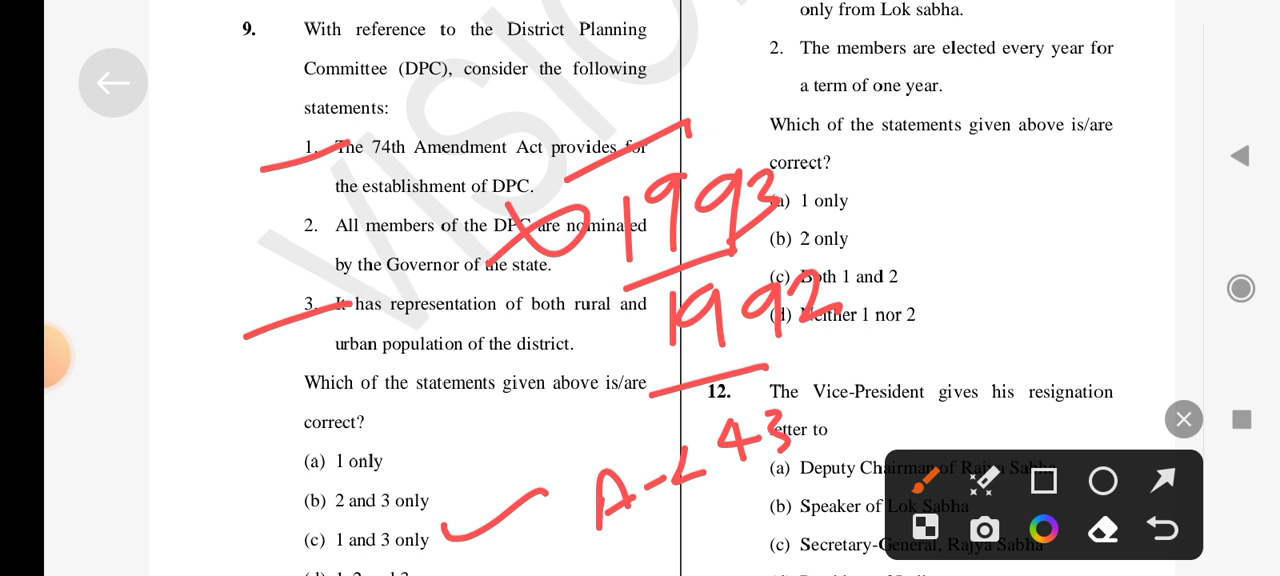 9. With reference to the District Planning
Committee (DPC), consider the following
statements:
1. The 74th Amendment Act provides for
the establishment of DPC.
2. All members of the DPC are nominated
by the Governor of the state.
3. It has representation of both rural and
urban population of the district.
Which of the statements given above is/are
correct?
(a) 1 only
(b) 2 and 3 only
(c) 1 and 3 only
1993
1992
A-243
only from Lok sabha.
2. The members are elected every year for
a term of one year.
Which of the statements given above is/are
correct?
(a) 1 only
(b) 2 only
(c) Both 1 and 2
(d) Neither 1 nor 2
12. The Vice-President gives his resignation
letter to
(a) Deputy Chairman of Rajya Sabha
(b) Speaker of Lok Sabha
(c) Secretary-General, Rajya Sabha